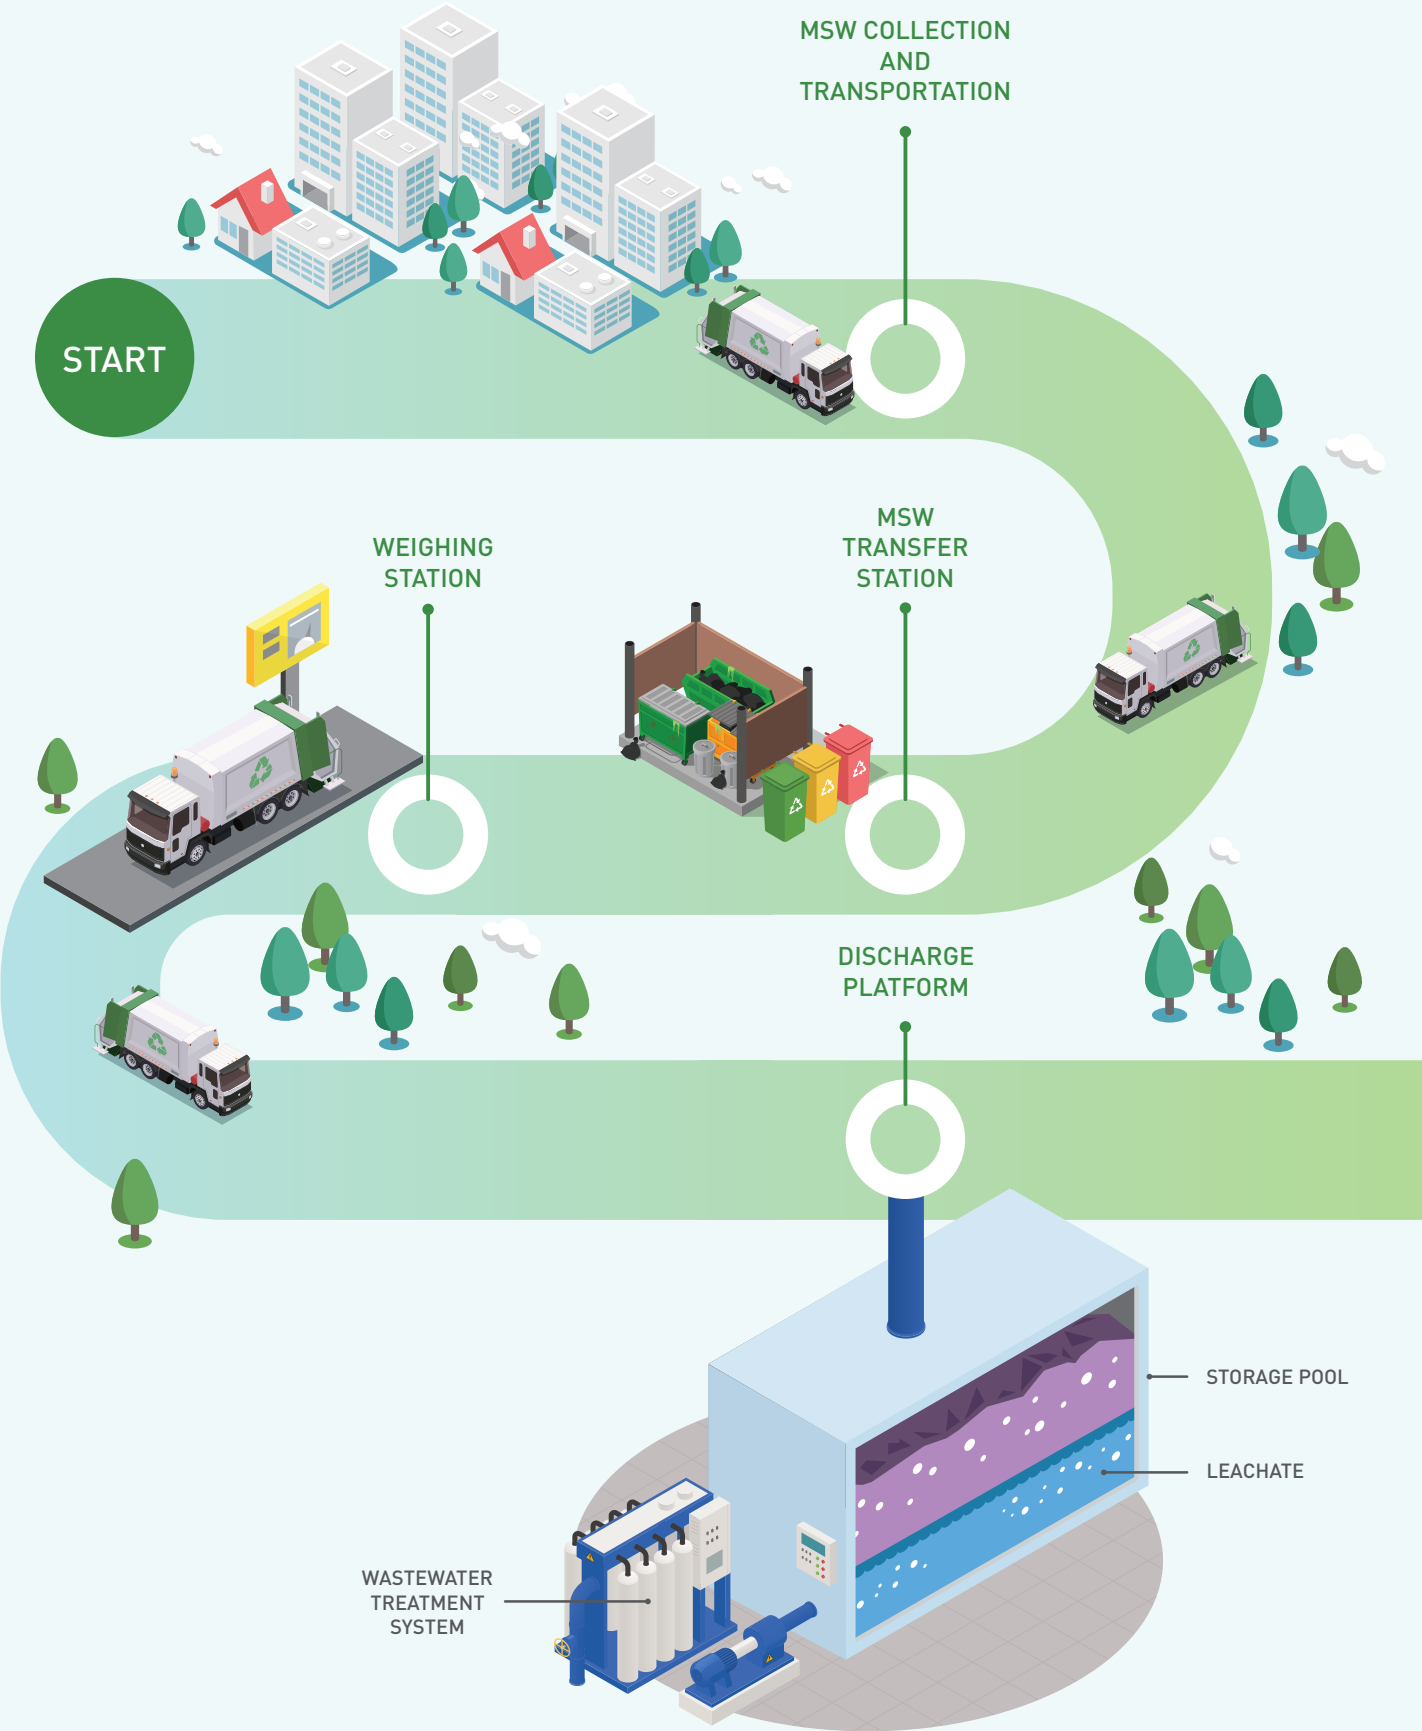 MSW COLLECTION
AND
TRANSPORTATION
START
MSW
TRANSFER
STATION
WEIGHING
STATION
DISCHARGE
PLATFORM
STORAGE POOL
LEACHATE
WASTEWATER
TREATMENT
SYSTEM